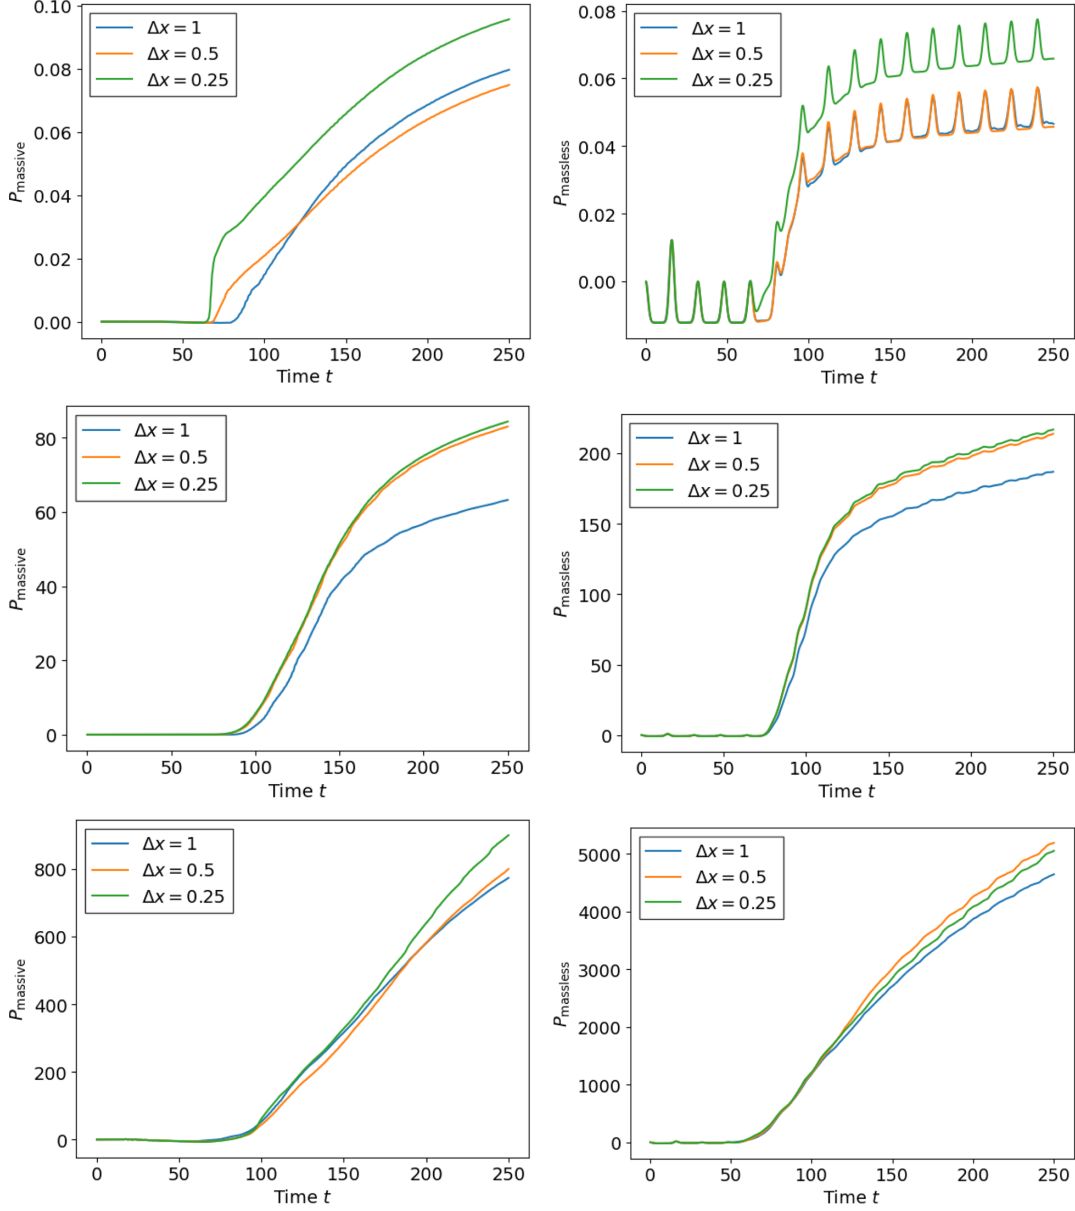 0.10
0.08
0.06
0.04
0.02
0.00
P_massive
Δx = 1
Δx = 0.5
Δx = 0.25
0 50 100 150 200 250
Time t
0.08
0.06
0.04
0.02
0.00
P_massless
Δx = 1
Δx = 0.5
Δx = 0.25
0 50 100 150 200 250
Time t
80
60
40
20
0
P_massive
Δx = 1
Δx = 0.5
Δx = 0.25
0 50 100 150 200 250
Time t
200
150
100
50
0
P_massless
Δx = 1
Δx = 0.5
Δx = 0.25
0 50 100 150 200 250
Time t
800
600
400
200
0
P_massive
Δx = 1
Δx = 0.5
Δx = 0.25
0 50 100 150 200 250
Time t
5000
4000
3000
2000
1000
0
P_massless
Δx = 1
Δx = 0.5
Δx = 0.25
0 50 100 150 200 250
Time t